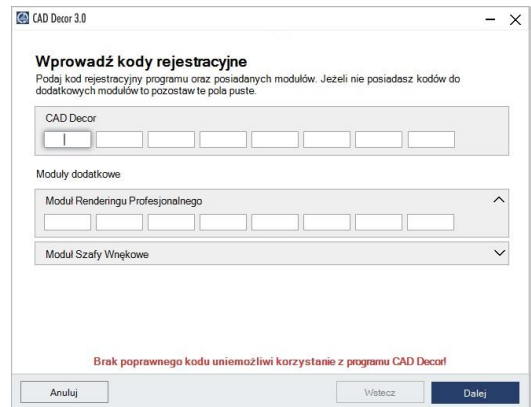 CAD Decor 3.0
Wprowadź kody rejestracyjne
Podaj kod rejestracyjny programu oraz posiadanych modułów. Jeżeli nie posiadasz kodów do
dodatkowych modułów to pozostaw te pola puste.
CAD Decor
Moduły dodatkowe
Moduł Renderingu Profesjonalnego
Moduł Szafy Wnękowe
Brak poprawnego kodu uniemożliwi korzystanie z programu CAD Decor!
Anuluj
Wstecz
Dalej